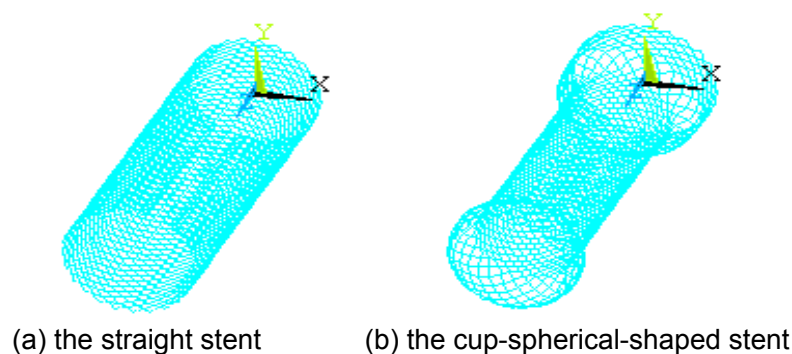 Y
X
Y
X
(a) the straight stent
(b) the cup-spherical-shaped stent